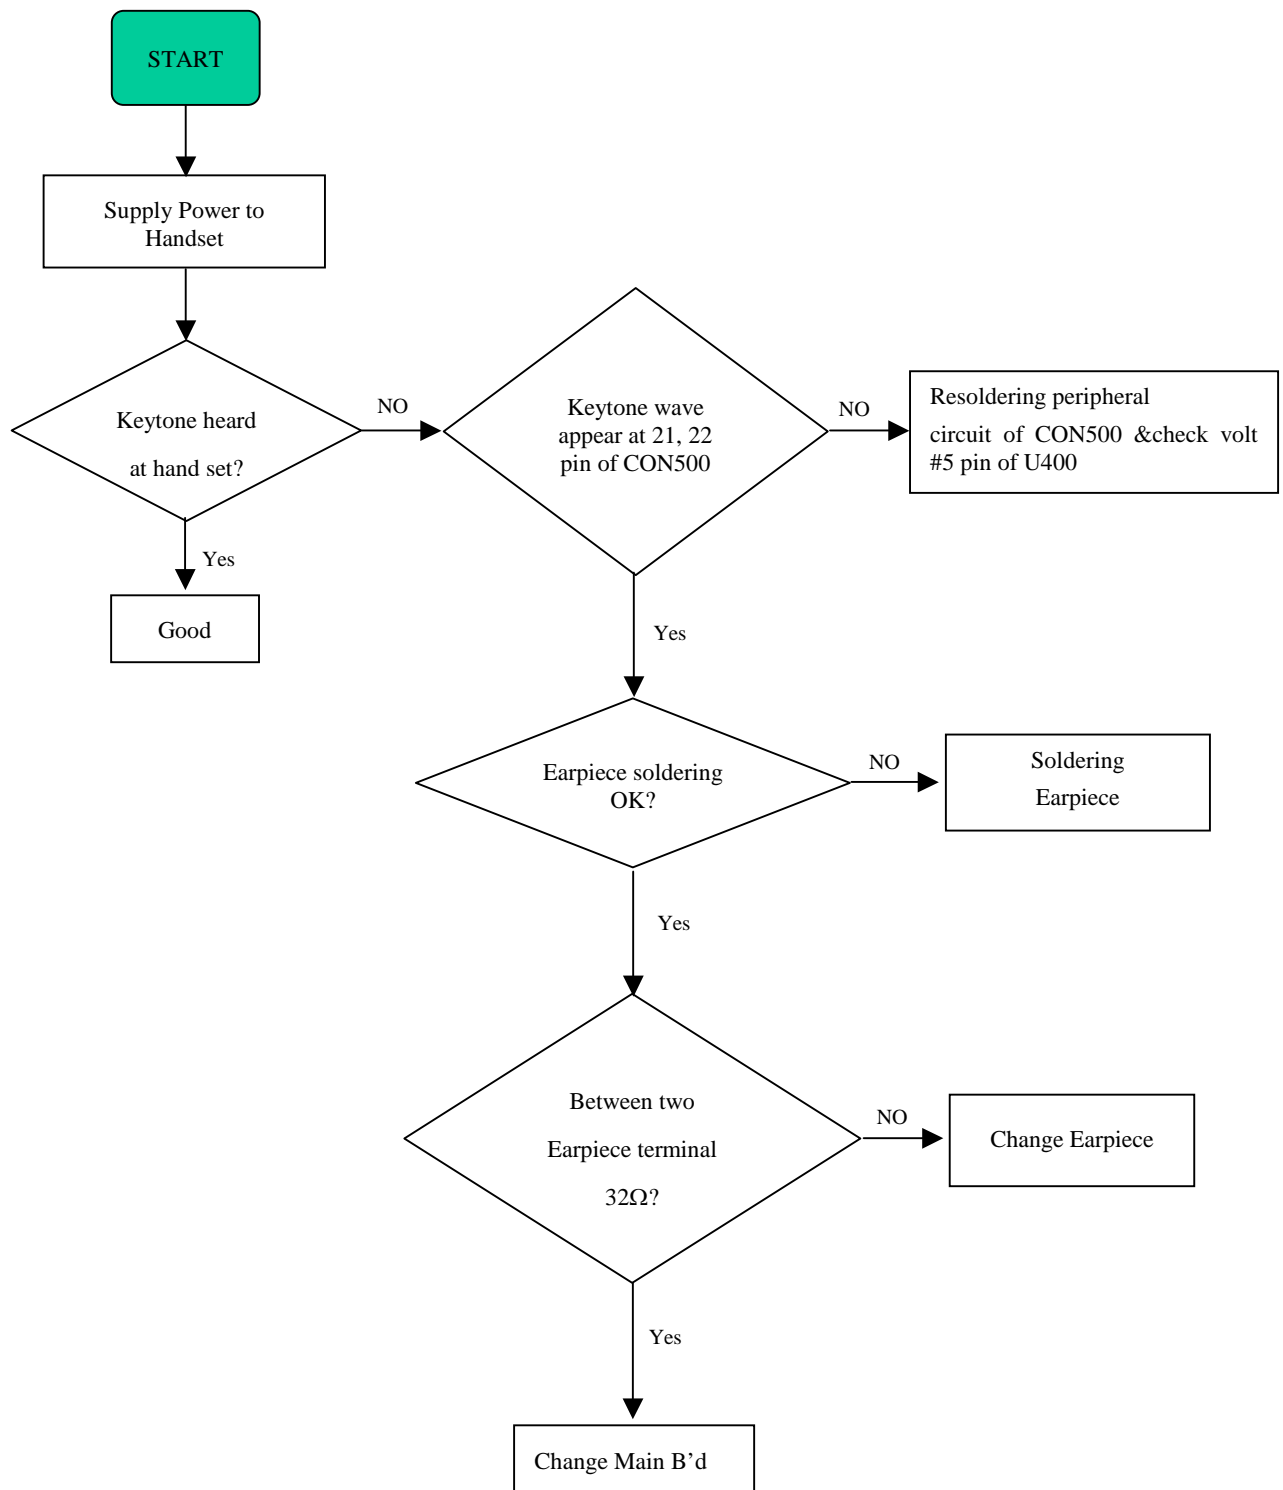 START
Supply Power to
Handset
Keytone heard
at hand set?
NO
Yes
Good
Keytone wave
appear at 21, 22
pin of CON500
NO
Resoldering peripheral
circuit of CON500 &check volt
#5 pin of U400
Yes
Earpiece soldering
OK?
NO
Soldering
Earpiece
Yes
Between two
Earpiece terminal
32Ω?
NO
Change Earpiece
Yes
Change Main B’d